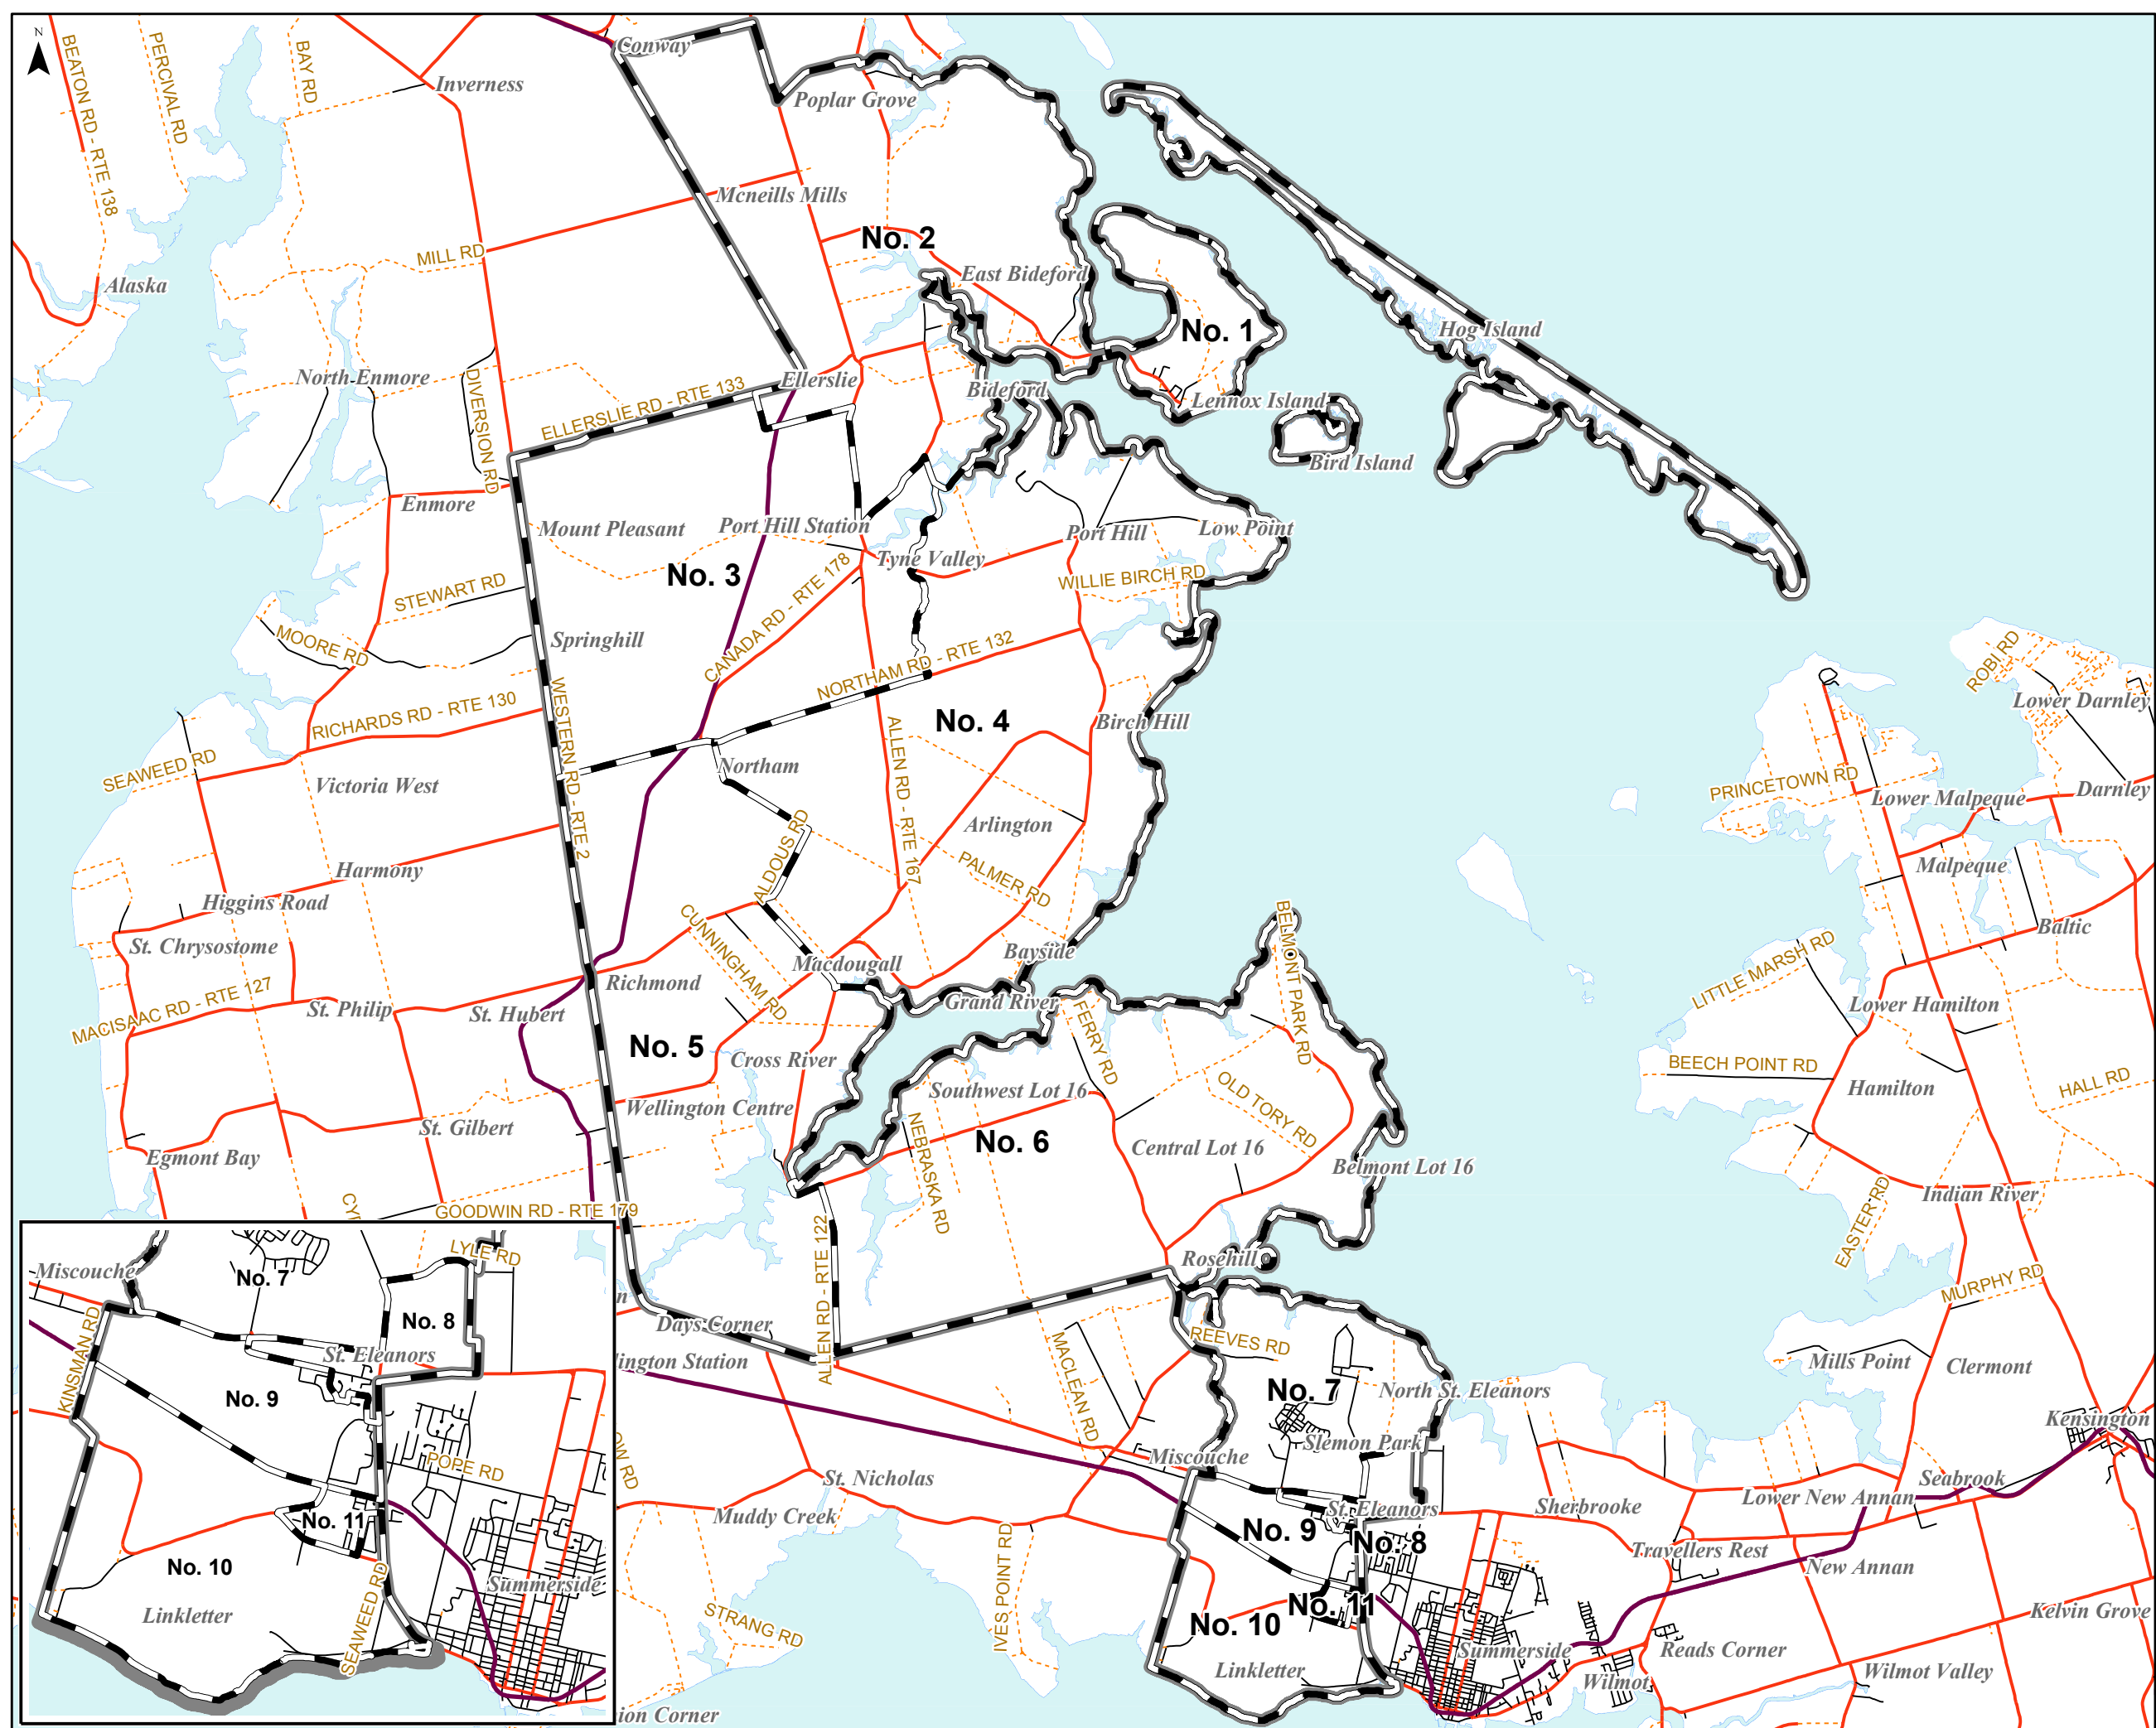 N
BEATON RD - RTE 138
PERCIVAL RD
BAY RD
Conway
Inverness
Poplar Grove
Mcneills Mills
MILL RD
No. 2
East Bideford
Alaska
No. 1
Hog Island
North Enmore
DIVERSION RD
ELLERSLIE RD - RTE 133
Ellerslie
Bideford
Lennox Island
Bird Island
Enmore
Mount Pleasant
Port Hill Station
Port Hill
Low Point
Tyne Valley
No. 3
WILLIE BIRCH RD
STEWART RD
CANADA RD - RTE 178
MOORE RD
Springhill
NORTHAM RD - RTE 132
ROBI RD
Lower Darnley
RICHARDS RD - RTE 130
WESTERN RD - RTE 2
No. 4
Birch Hill
SEAWEED RD
Victoria West
Northam
ALLEN RD - RTE 167
PRINCETOWN RD
Lower Malpeque
Darnley
Arlington
Harmony
ALDOUS RD
PALMER RD
Malpeque
Higgins Road
CUNNINGHAM RD
BELMONT PARK RD
Baltic
St. Chrysostome
Macdougall
Bayside
LITTLE MARSH RD
MACISAAC RD - RTE 127
St. Philip
St. Hubert
Richmond
Grand River
FERRY RD
Lower Hamilton
No. 5
Cross River
BEECH POINT RD
Hamilton
HALL RD
Southwest Lot 16
OLD TORY RD
Wellington Centre
St. Gilbert
NEBRASKA RD
No. 6
Central Lot 16
Egmont Bay
Belmont Lot 16
EASTER RD
Indian River
CYP
GOODWIN RD - RTE 179
ALLEN RD - RTE 122
Rosehill
MURPHY RD
n
Days Corner
lington Station
MACLEAN RD
REEVES RD
Mills Point
Clermont
No. 7
North St. Eleanors
Kensington
OW RD
Slemon Park
Miscouche
St. Nicholas
Seabrook
Muddy Creek
Lower New Annan
St. Eleanors
Sherbrooke
No. 9
No. 8
Travellers Rest
New Annan
IVES POINT RD
STRANG RD
No. 11
No. 10
Kelvin Grove
Summerside
Reads Corner
Linkletter
Wilmot
Wilmot Valley
ion Corner
LYLE RD
Miscouche
No. 7
KINSMAN RD
No. 8
St. Eleanors
No. 9
POPE RD
No. 11
No. 10
Summerside
Linkletter
SEAWEED RD